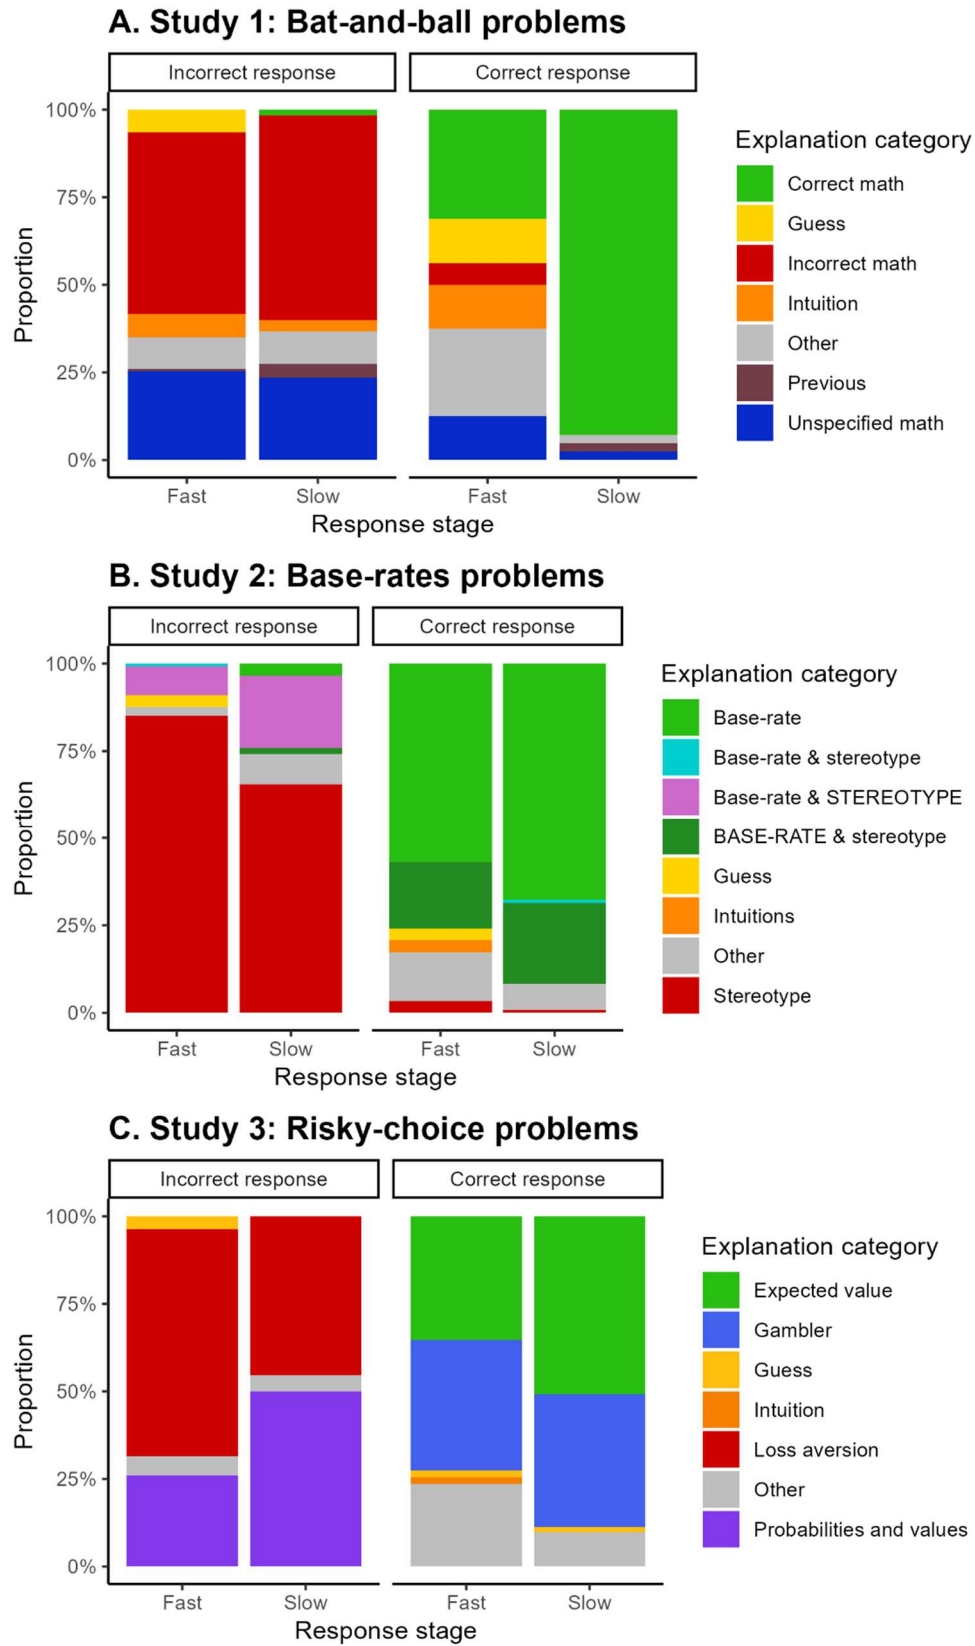 A. Study 1: Bat-and-ball problems
Incorrect response
Correct response
100%
75%
50%
25%
0%
Proportion
Fast
Slow
Fast
Slow
Response stage
Explanation category
Correct math
Guess
Incorrect math
Intuition
Other
Previous
Unspecified math
B. Study 2: Base-rates problems
Incorrect response
Correct response
100%
75%
50%
25%
0%
Proportion
Fast
Slow
Fast
Slow
Response stage
Explanation category
Base-rate
Base-rate & stereotype
Base-rate & STEREOTYPE
BASE-RATE & stereotype
Guess
Intuitions
Other
Stereotype
C. Study 3: Risky-choice problems
Incorrect response
Correct response
100%
75%
50%
25%
0%
Proportion
Fast
Slow
Fast
Slow
Response stage
Explanation category
Expected value
Gambler
Guess
Intuition
Loss aversion
Other
Probabilities and values